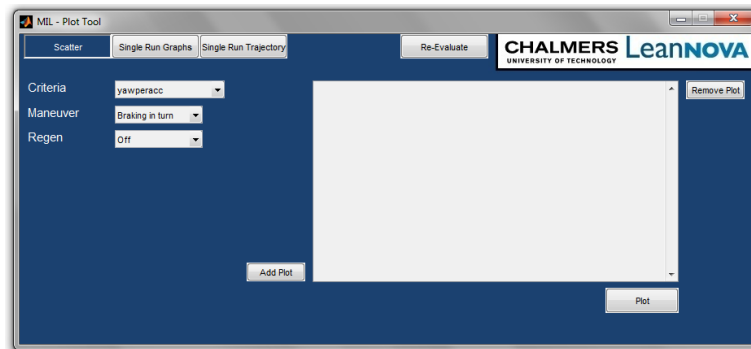 MIL - Plot Tool
Scatter
Single Run Graphs
Single Run Trajectory
Re-Evaluate
CHALMERS
UNIVERSITY OF TECHNOLOGY
LeanNOVA
Criteria
yawperacc
Remove Plot
Maneuver
Braking in turn
Regen
Off
Add Plot
Plot